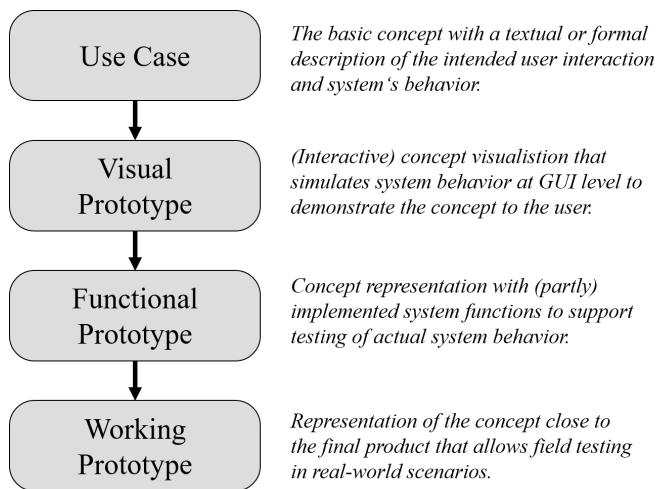 Use Case
The basic concept with a textual or formal
description of the intended user interaction
and system‘s behavior.
Visual
Prototype
(Interactive) concept visualistion that
simulates system behavior at GUI level to
demonstrate the concept to the user.
Functional
Prototype
Concept representation with (partly)
implemented system functions to support
testing of actual system behavior.
Working
Prototype
Representation of the concept close to
the final product that allows field testing
in real-world scenarios.